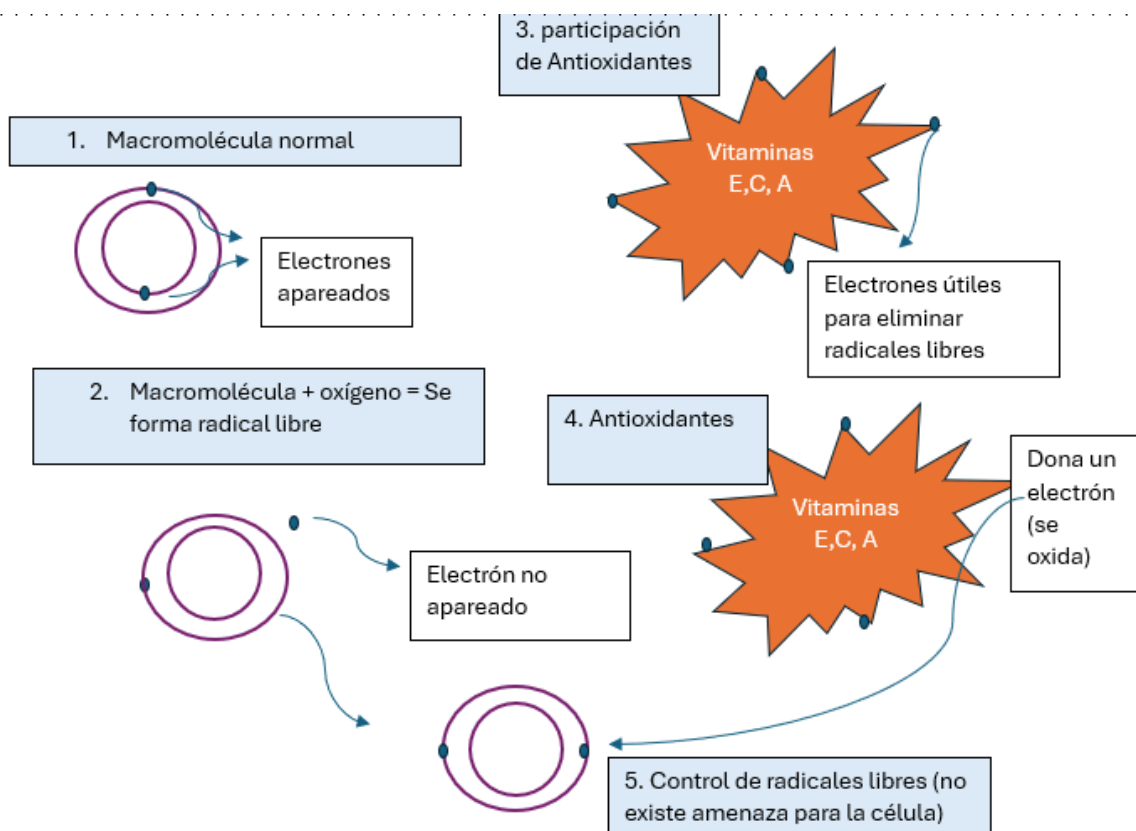 1. Macromolécula normal
Electrones
apareados
2. Macromolécula + oxígeno = Se
forma radical libre
Electrón no
apareado
3. participación
de Antioxidantes
Vitaminas
E,C, A
Electrones útiles
para eliminar
radicales libres
4. Antioxidantes
Vitaminas
E,C, A
Dona un
electrón
(se
oxida)
5. Control de radicales libres (no
existe amenaza para la célula)